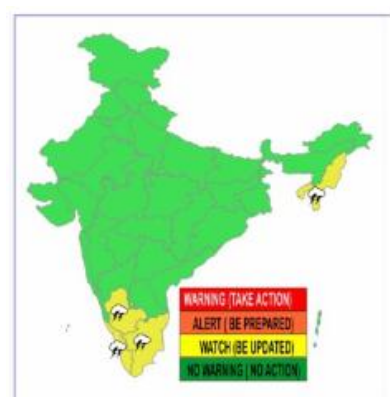 WARNING (TAKE ACTION)
ALERT ( BE PREPARED)
WATCH (BE UPDATED)
NO WARNING ( NO ACTION)